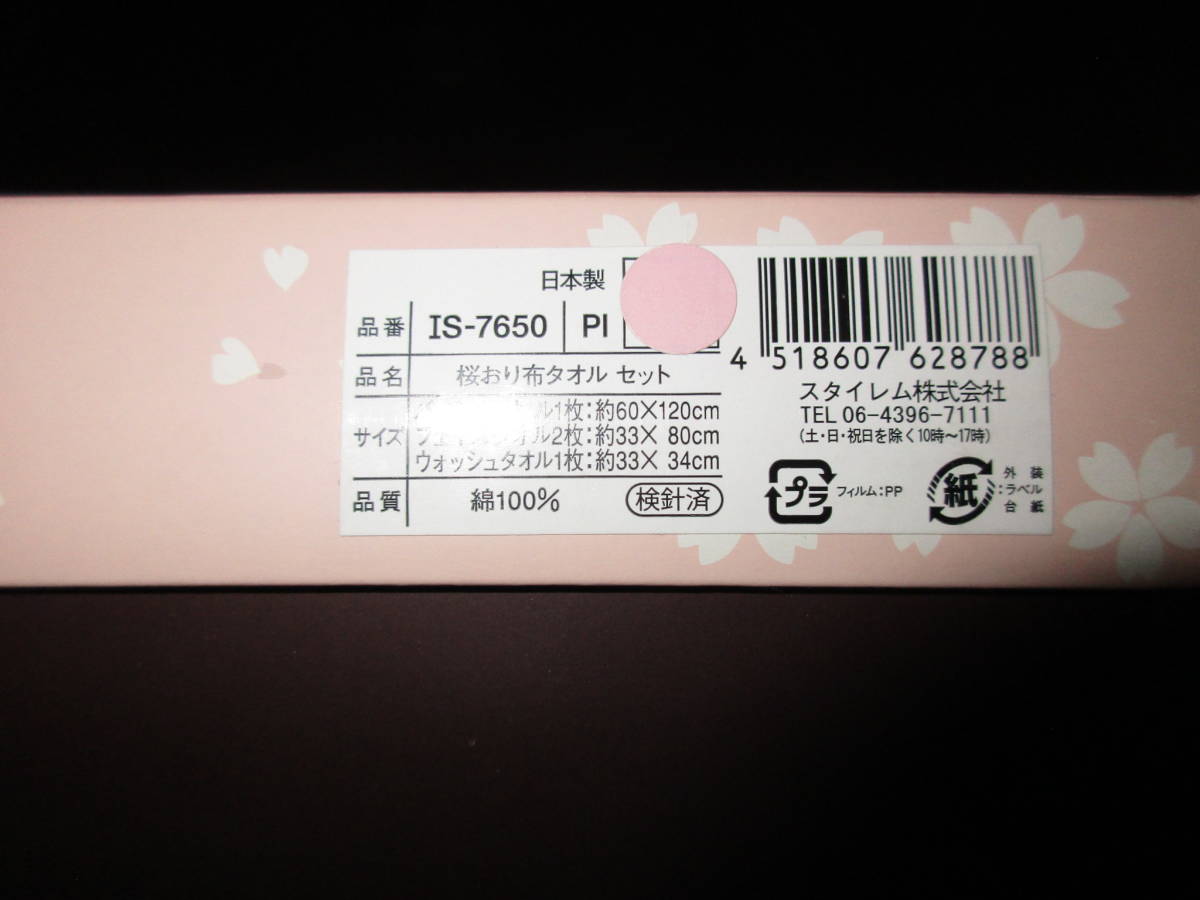 日本製
品番 IS-7650 PI
品名 桜おり布タオル セット
サイズ
ル1枚:約60×120cm
フェイスタオル2枚:約33× 80cm
ウォッシュタオル1枚:約33× 34cm
品質 綿100% 検針済
4 518607 628788
スタイレム株式会社
TEL 06-4396-7111
(土・日・祝日を除く10時〜17時)
プラ フィルム:PP
紙 外装:ラベル 台紙